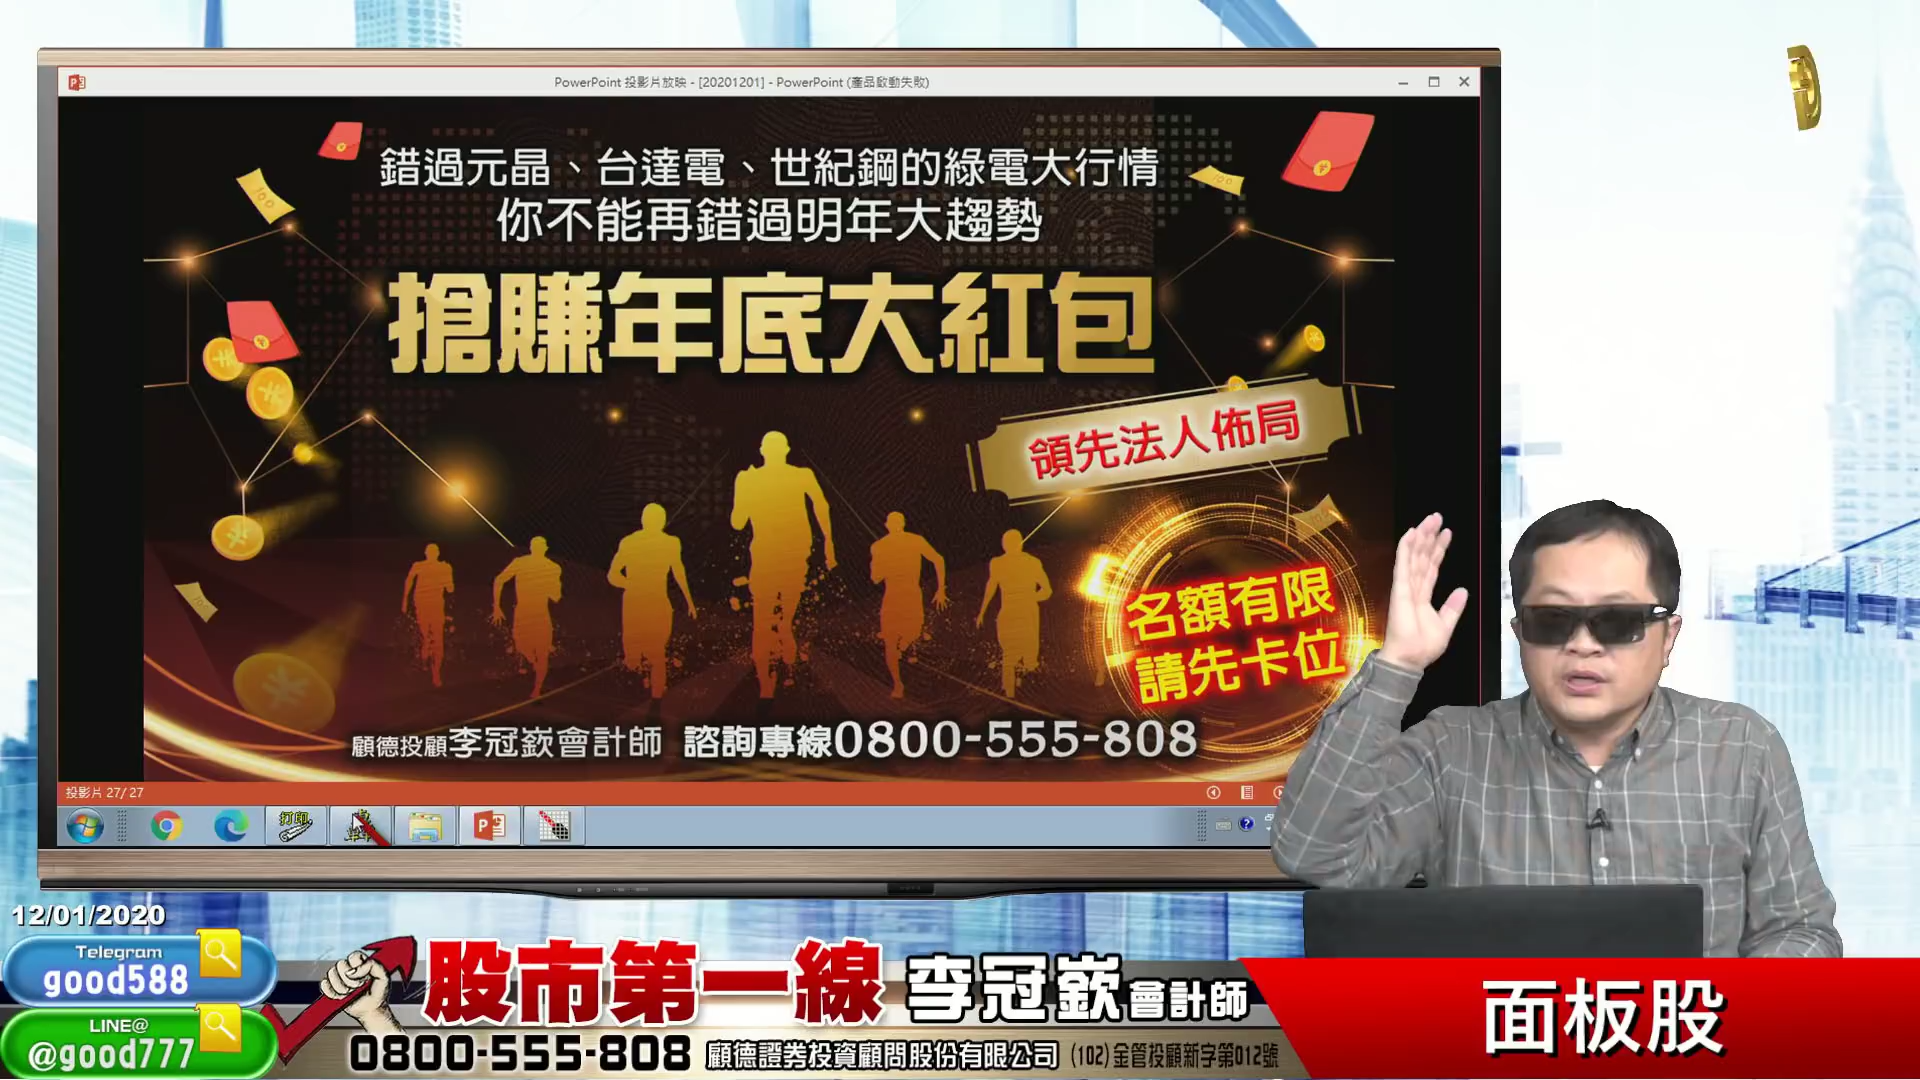 PowerPoint 投影片放映 - [20201201] - PowerPoint (產品啟動失敗)
錯過元晶、台達電、世紀鋼的綠電大行情
你不能再錯過明年大趨勢
搶賺年底大紅包
領先法人佈局
名額有限
請先卡位
顧德投顧李冠嶔會計師 諮詢專線0800-555-808
投影片 27/ 27
打印
12/01/2020
Telegram
good588
LINE@
@good777
股市第一線 李冠嶔會計師
0800-555-808 顧德證券投資顧問股份有限公司 (102)金管投顧新字第012號
面板股